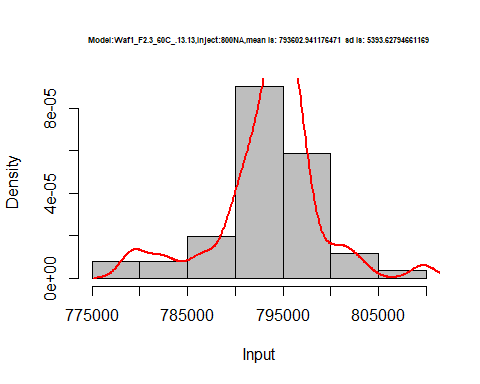 Model:Waf1_F2.3_60C_.13.13,Inject:800NA,mean is: 793602.941176471 sd is: 5393.62794661169
8e-05
4e-05
0e+00
Density
775000 785000 795000 805000
Input